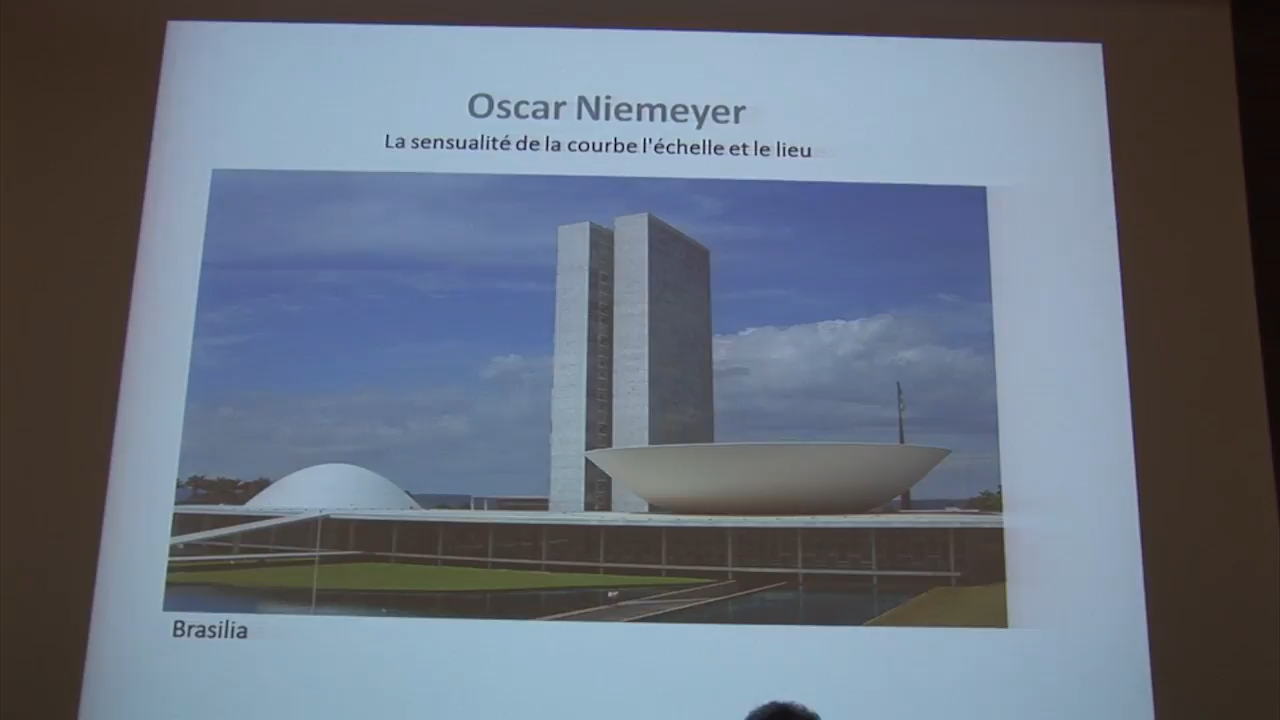 Oscar Niemeyer
La sensualité de la courbe l'échelle et le lieu
Brasilia